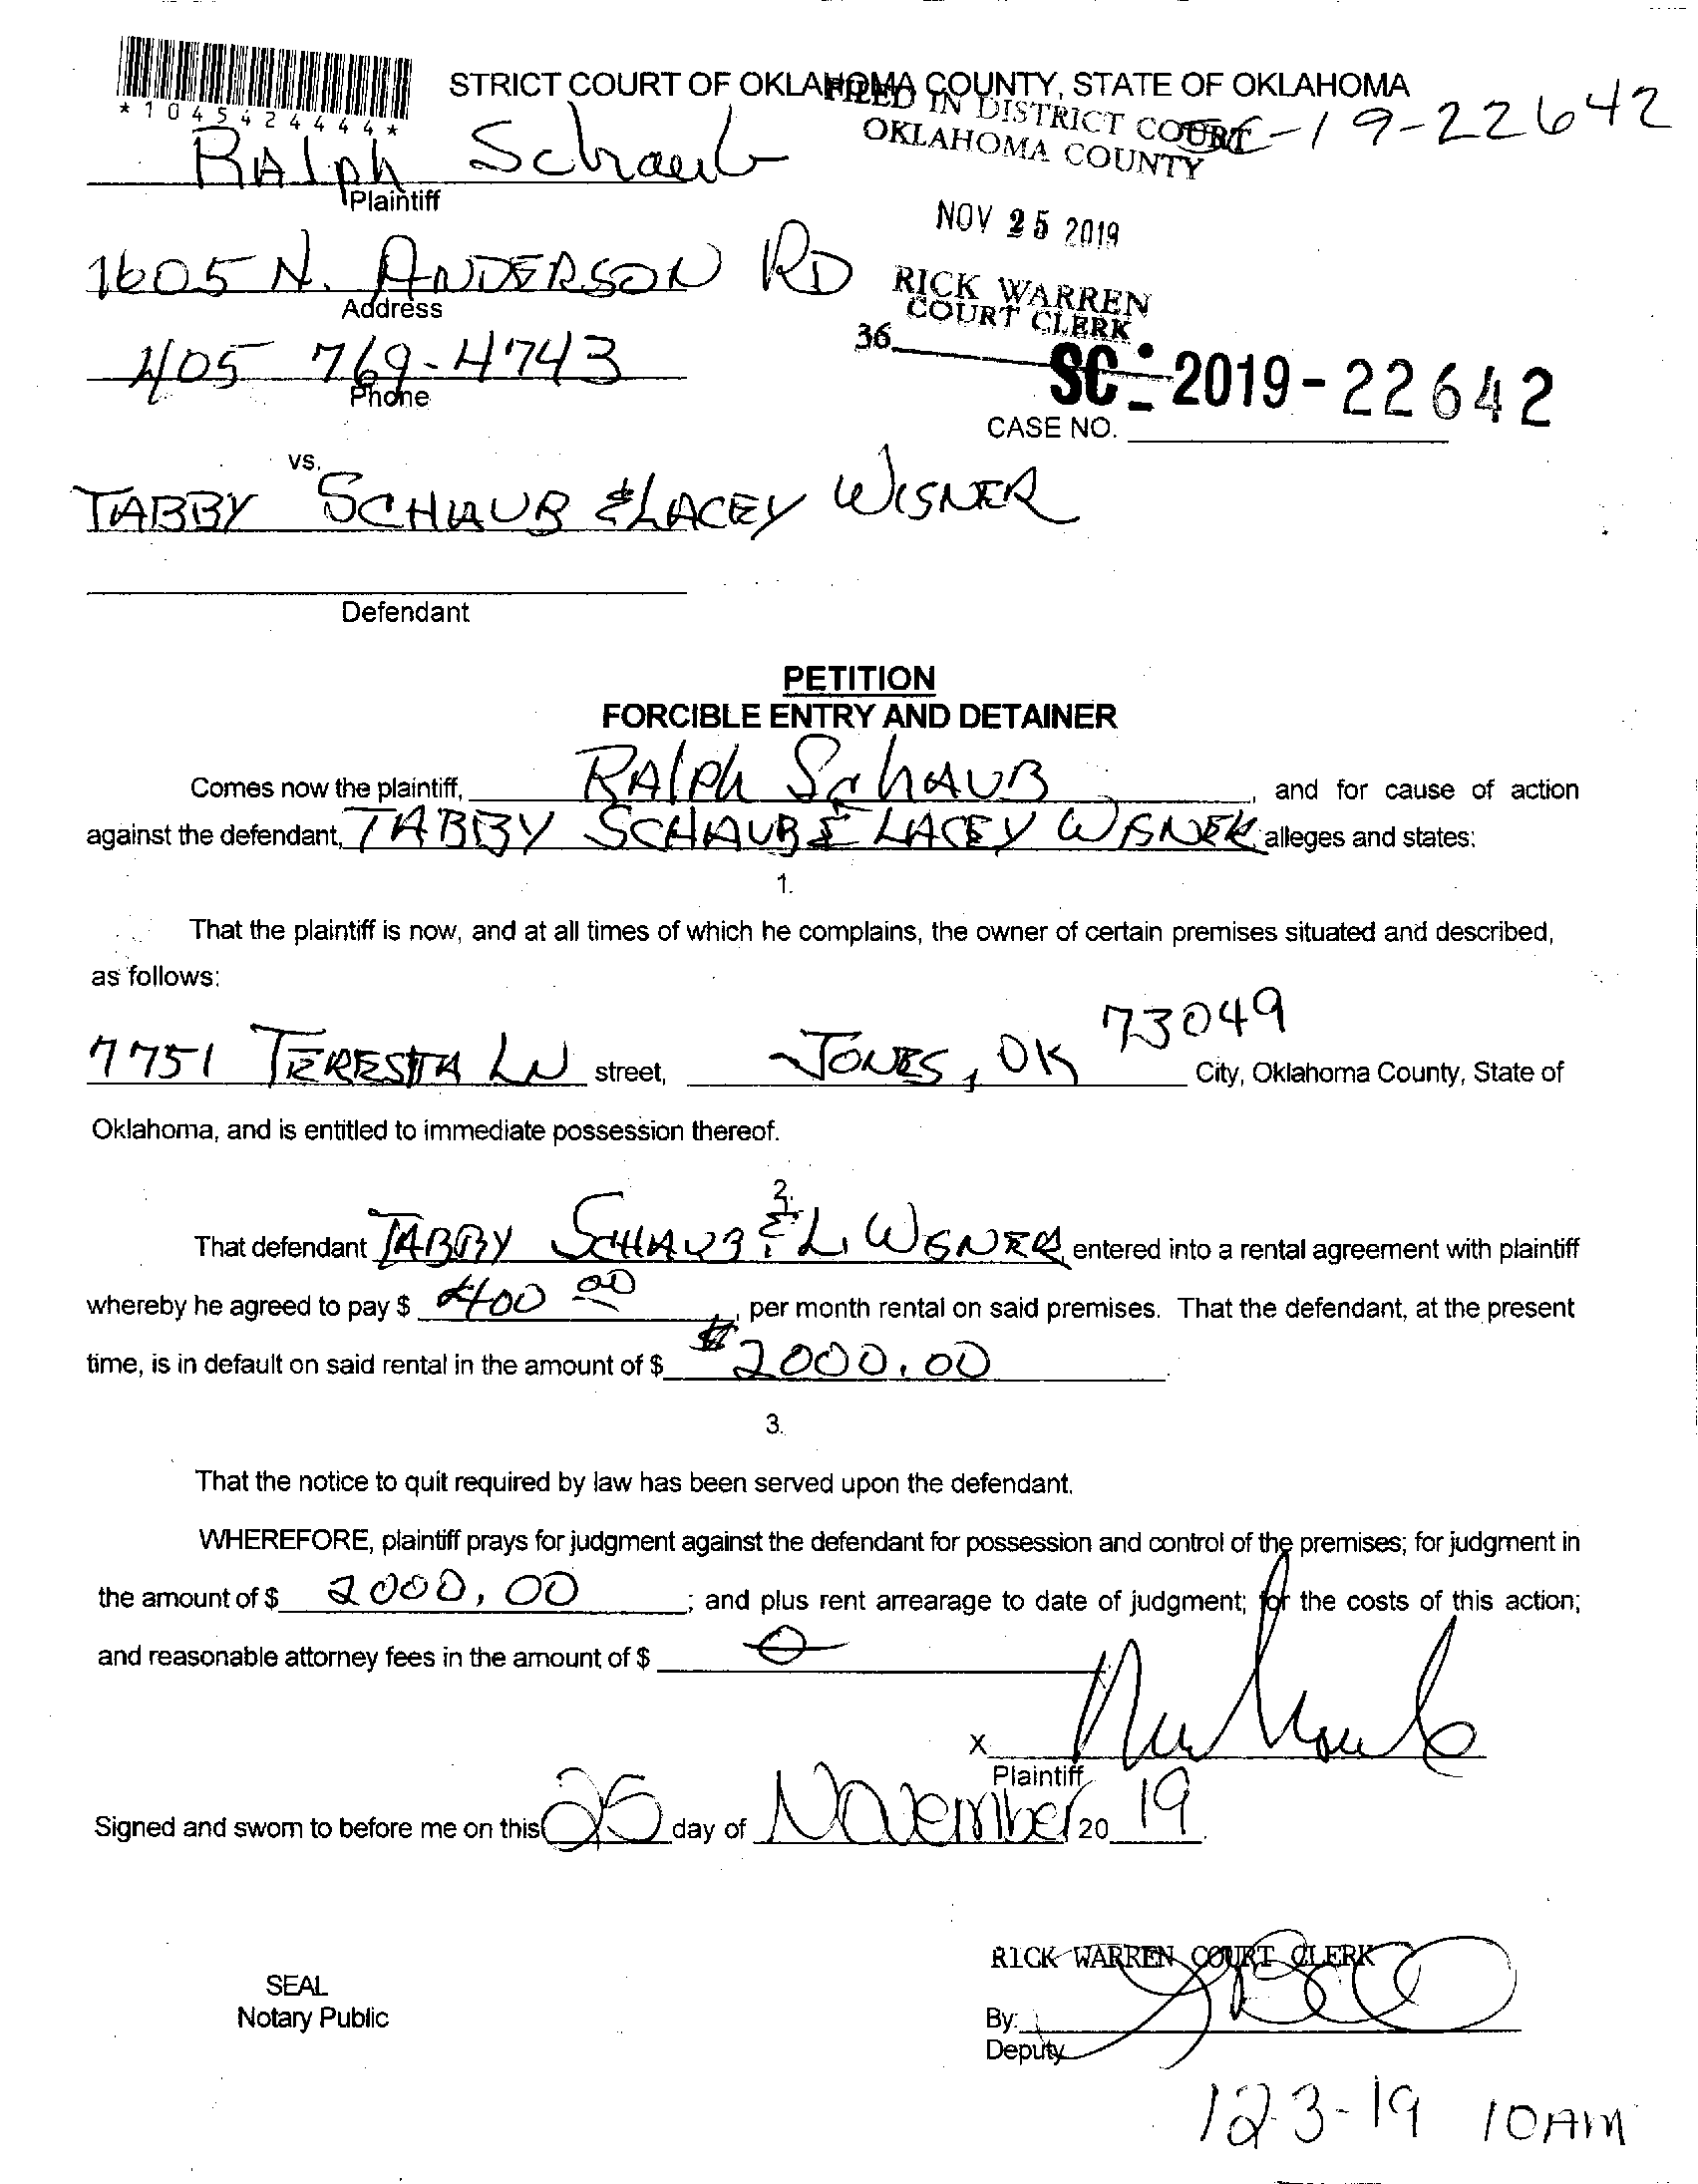 STRICT COURT OF OKLAHOMA COUNTY, STATE OF OKLAHOMA
*1045424444*
FILED IN DISTRICT COURT
OKLAHOMA COUNTY
SC-19-22642
Ralph Schaub
Plaintiff
NOV 25 2019
1605 N. ANDERSON RD
Address
RICK WARREN
COURT CLERK
36
405 769-4743
Phone
SC-2019-22642
CASE NO.
vs.
TABBY SCHAUB & LACEY WISNER
Defendant
PETITION
FORCIBLE ENTRY AND DETAINER
Comes now the plaintiff, RAlph SchAUB, and for cause of action
against the defendant, TABBY SCHAUB & LACEY WISNER alleges and states:
1.
That the plaintiff is now, and at all times of which he complains, the owner of certain premises situated and described,
as follows:
7751 TERESITA LN street, JONES, OK 73049 City, Oklahoma County, State of
Oklahoma, and is entitled to immediate possession thereof.
2.
That defendant TABBY SCHAUB & L. WISNER, entered into a rental agreement with plaintiff
whereby he agreed to pay $ 400 00, per month rental on said premises. That the defendant, at the present
time, is in default on said rental in the amount of $ $2000.00
3.
That the notice to quit required by law has been served upon the defendant.
WHEREFORE, plaintiff prays for judgment against the defendant for possession and control of the premises; for judgment in
the amount of $ 2000,00; and plus rent arrearage to date of judgment; for the costs of this action;
and reasonable attorney fees in the amount of $ 0
X
Plaintiff
Signed and sworn to before me on this 25 day of November 20 19.
RICK WARREN COURT CLERK
SEAL
Notary Public
By:
Deputy
12-3-19 10AM